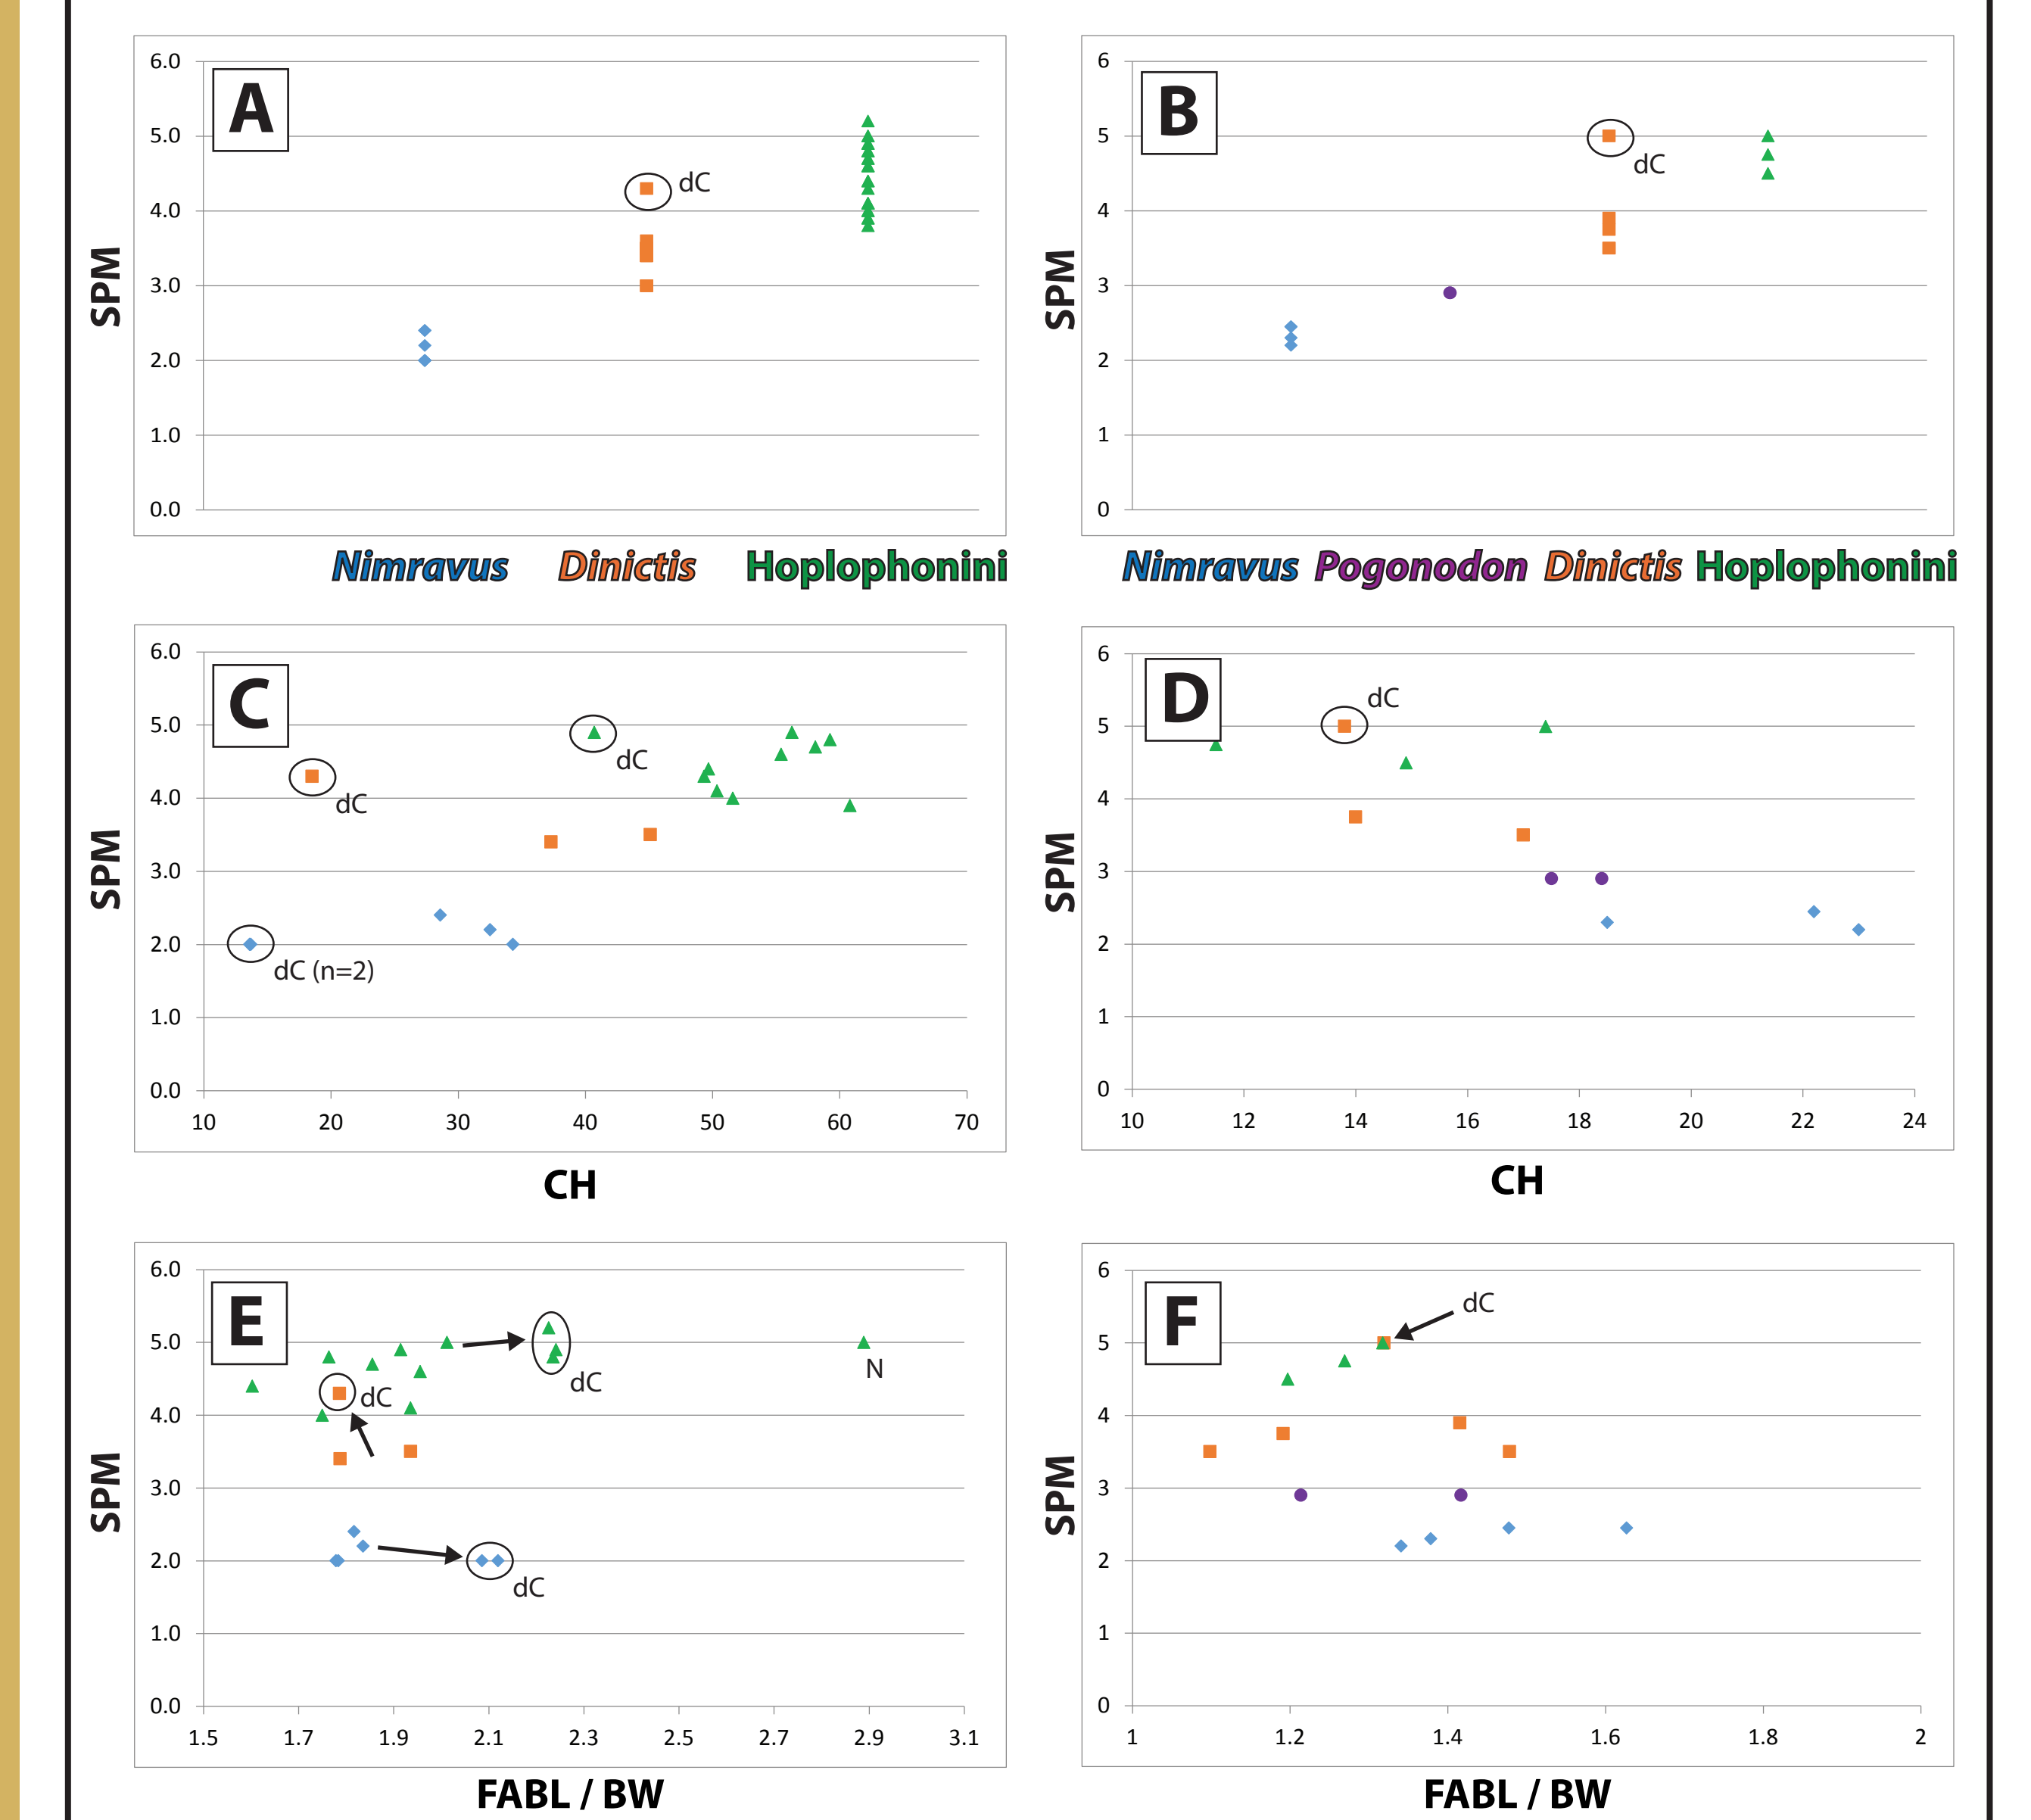 A
SPM
6.0
5.0
4.0
3.0
2.0
1.0
0.0
dC
B
SPM
6
5
4
3
2
1
0
dC
Nimravus Dinictis Hoplophonini
Nimravus Pogonodon Dinictis Hoplophonini
C
SPM
6.0
5.0
4.0
3.0
2.0
1.0
0.0
dC
dC
dC (n=2)
10 20 30 40 50 60 70
CH
D
SPM
6
5
4
3
2
1
0
dC
10 12 14 16 18 20 22 24
CH
E
SPM
6.0
5.0
4.0
3.0
2.0
1.0
0.0
dC
N
dC
dC
1.5 1.7 1.9 2.1 2.3 2.5 2.7 2.9 3.1
FABL / BW
F
SPM
6
5
4
3
2
1
0
dC
1 1.2 1.4 1.6 1.8 2
FABL / BW